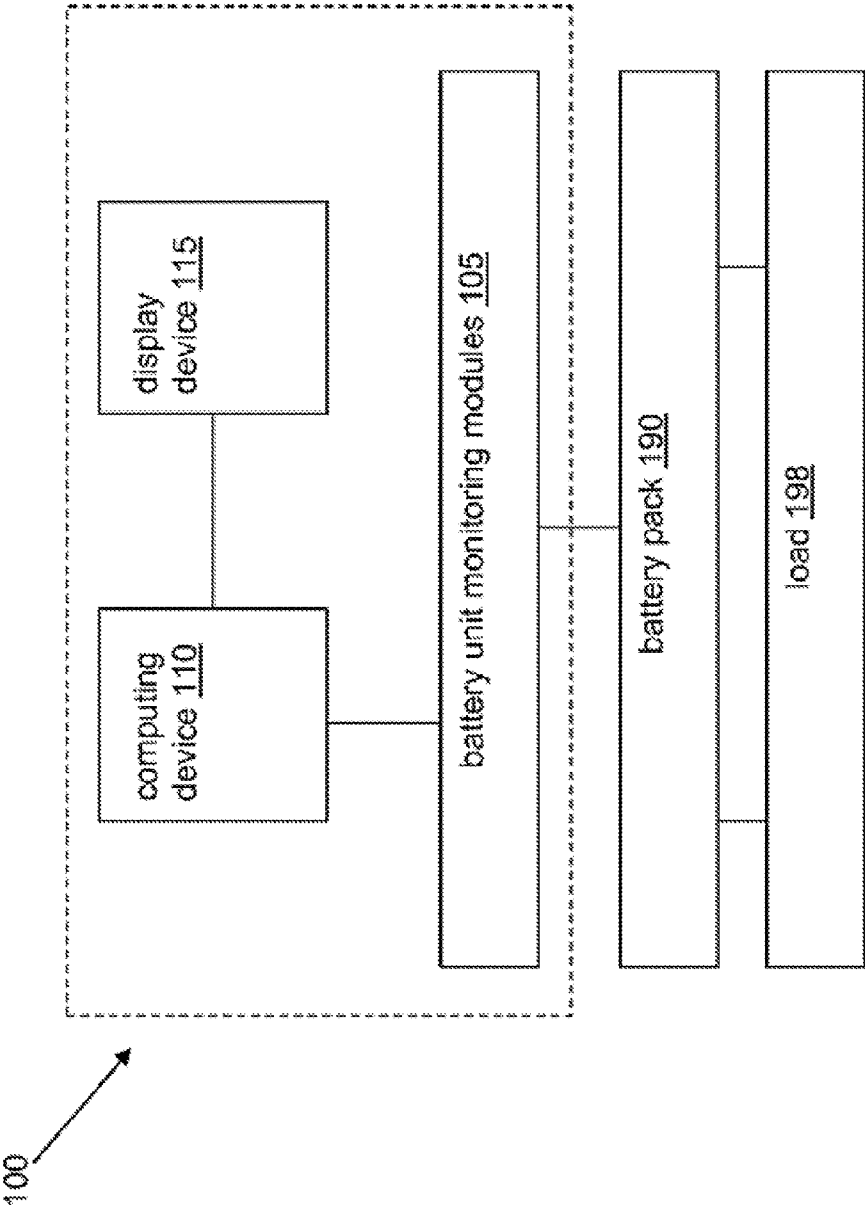 100
computing
device 110
display
device 115
battery unit monitoring modules 105
battery pack 190
load 198